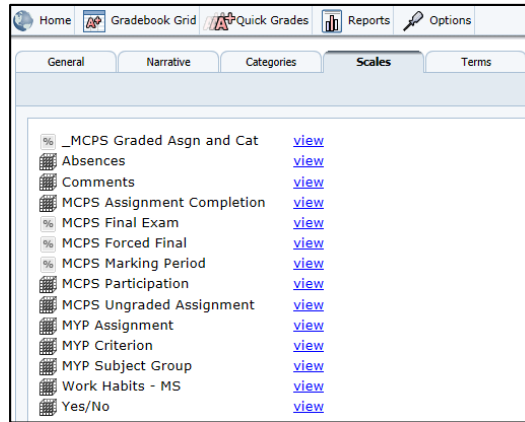 Home Gradebook Grid Quick Grades Reports Options
General Narrative Categories Scales Terms
% _MCPS Graded Asgn and Cat view
Absences view
Comments view
MCPS Assignment Completion view
% MCPS Final Exam view
% MCPS Forced Final view
% MCPS Marking Period view
MCPS Participation view
MCPS Ungraded Assignment view
MYP Assignment view
MYP Criterion view
MYP Subject Group view
Work Habits - MS view
Yes/No view